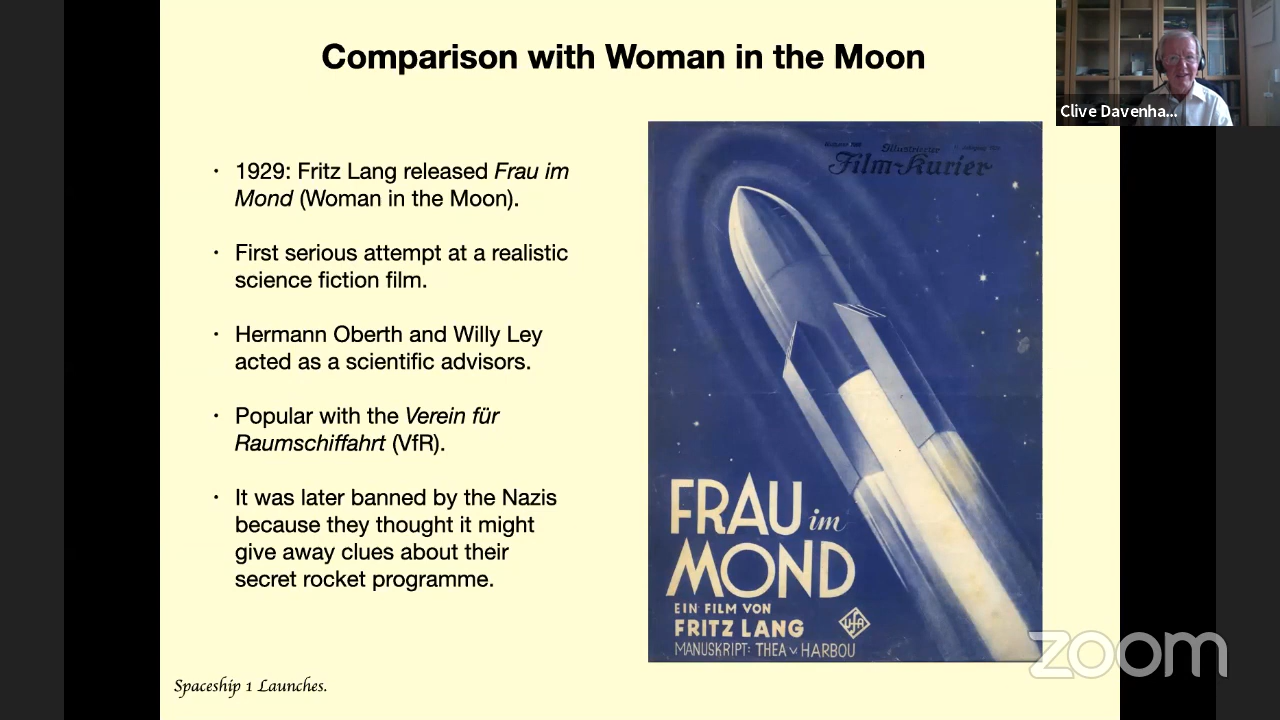 Comparison with Woman in the Moon
Clive Davenha...
• 1929: Fritz Lang released Frau im
Mond (Woman in the Moon).
• First serious attempt at a realistic
science fiction film.
• Hermann Oberth and Willy Ley
acted as a scientific advisors.
• Popular with the Verein für
Raumschiffahrt (VfR).
• It was later banned by the Nazis
because they thought it might
give away clues about their
secret rocket programme.
Illustrierter
Film-Kurier
FRAU im
MOND
EIN FILM VON
FRITZ LANG
Ufa
MANUSKRIPT: THEA v HARBOU
zoom
Spaceship 1 Launches.